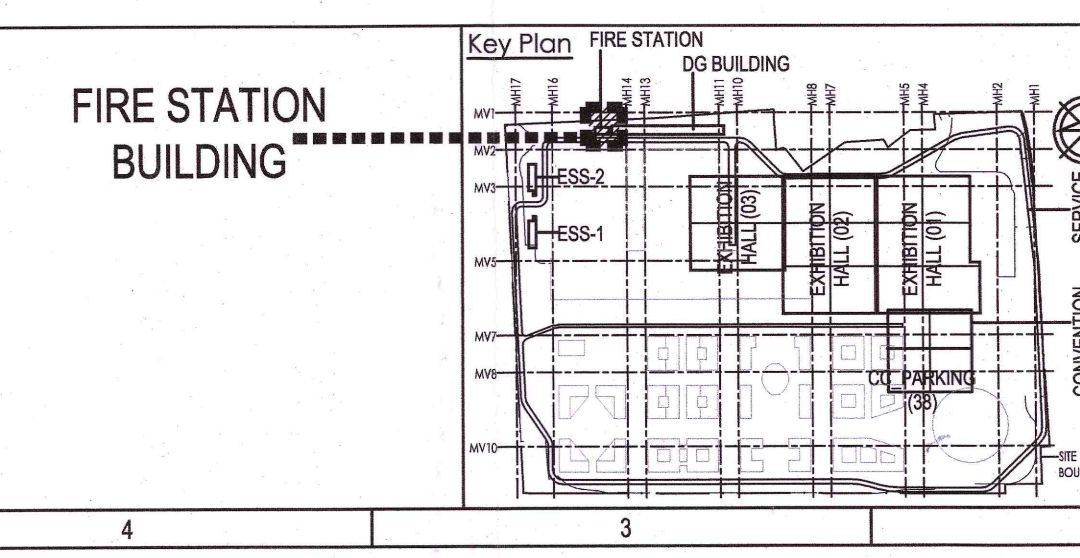 FIRE STATION
BUILDING
Key Plan
FIRE STATION
DG BUILDING
MH17
MH16
MH14
MH13
MH11
MH10
MH8
MH7
MH5
MH4
MH2
MH1
MV1
MV2
MV3
MV5
MV7
MV8
MV10
ESS-2
ESS-1
EXHIBITION
HALL (03)
EXHIBITION
HALL (02)
EXHIBITION
HALL (01)
SERVICE
CONVENTION
CC_PARKING
(38)
SITE
BOU
4
3